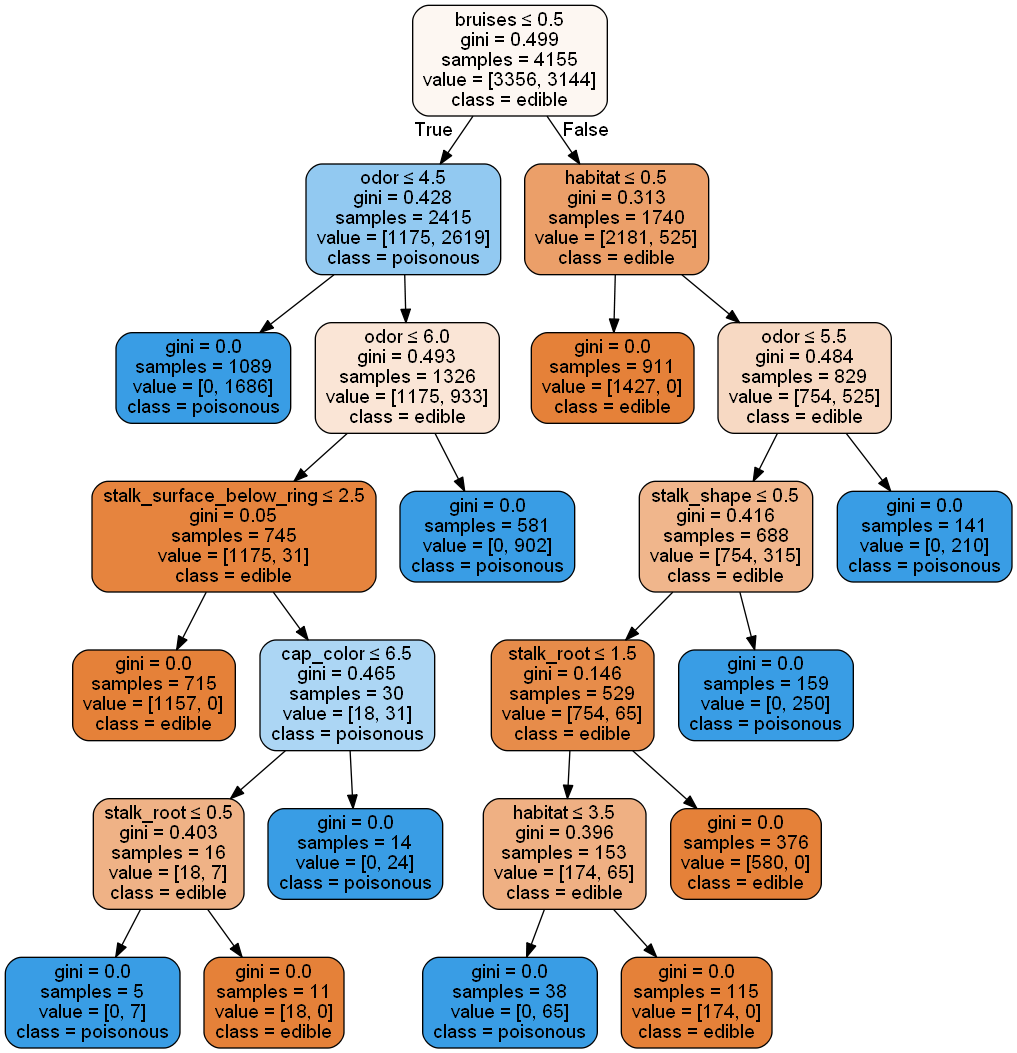 bruises ≤ 0.5
gini = 0.499
samples = 4155
value = [3356, 3144]
class = edible
True
False
odor ≤ 4.5
gini = 0.428
samples = 2415
value = [1175, 2619]
class = poisonous
habitat ≤ 0.5
gini = 0.313
samples = 1740
value = [2181, 525]
class = edible
gini = 0.0
samples = 1089
value = [0, 1686]
class = poisonous
odor ≤ 6.0
gini = 0.493
samples = 1326
value = [1175, 933]
class = edible
gini = 0.0
samples = 911
value = [1427, 0]
class = edible
odor ≤ 5.5
gini = 0.484
samples = 829
value = [754, 525]
class = edible
stalk_surface_below_ring ≤ 2.5
gini = 0.05
samples = 745
value = [1175, 31]
class = edible
gini = 0.0
samples = 581
value = [0, 902]
class = poisonous
stalk_shape ≤ 0.5
gini = 0.416
samples = 688
value = [754, 315]
class = edible
gini = 0.0
samples = 141
value = [0, 210]
class = poisonous
gini = 0.0
samples = 715
value = [1157, 0]
class = edible
cap_color ≤ 6.5
gini = 0.465
samples = 30
value = [18, 31]
class = poisonous
stalk_root ≤ 1.5
gini = 0.146
samples = 529
value = [754, 65]
class = edible
gini = 0.0
samples = 159
value = [0, 250]
class = poisonous
stalk_root ≤ 0.5
gini = 0.403
samples = 16
value = [18, 7]
class = edible
gini = 0.0
samples = 14
value = [0, 24]
class = poisonous
habitat ≤ 3.5
gini = 0.396
samples = 153
value = [174, 65]
class = edible
gini = 0.0
samples = 376
value = [580, 0]
class = edible
gini = 0.0
samples = 5
value = [0, 7]
class = poisonous
gini = 0.0
samples = 11
value = [18, 0]
class = edible
gini = 0.0
samples = 38
value = [0, 65]
class = poisonous
gini = 0.0
samples = 115
value = [174, 0]
class = edible